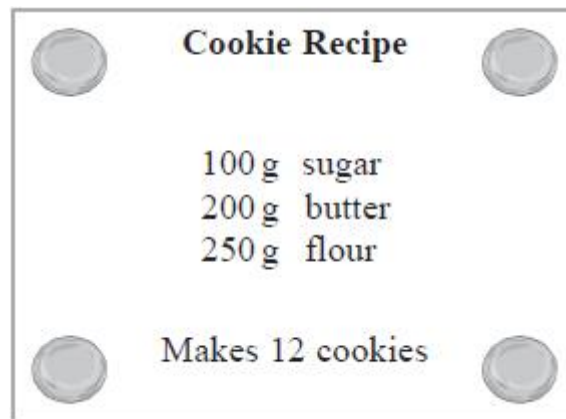 Cookie Recipe
100 g sugar
200 g butter
250 g flour
Makes 12 cookies